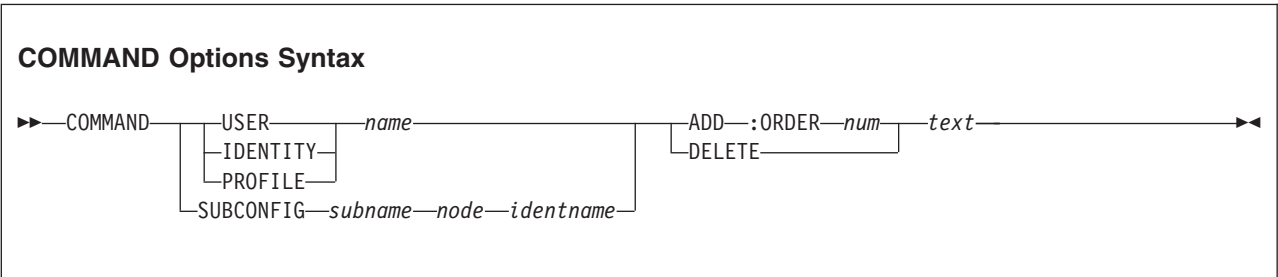 COMMAND Options Syntax
COMMAND USER name ADD :ORDER num text
IDENTITY DELETE
PROFILE
SUBCONFIG subname node identname